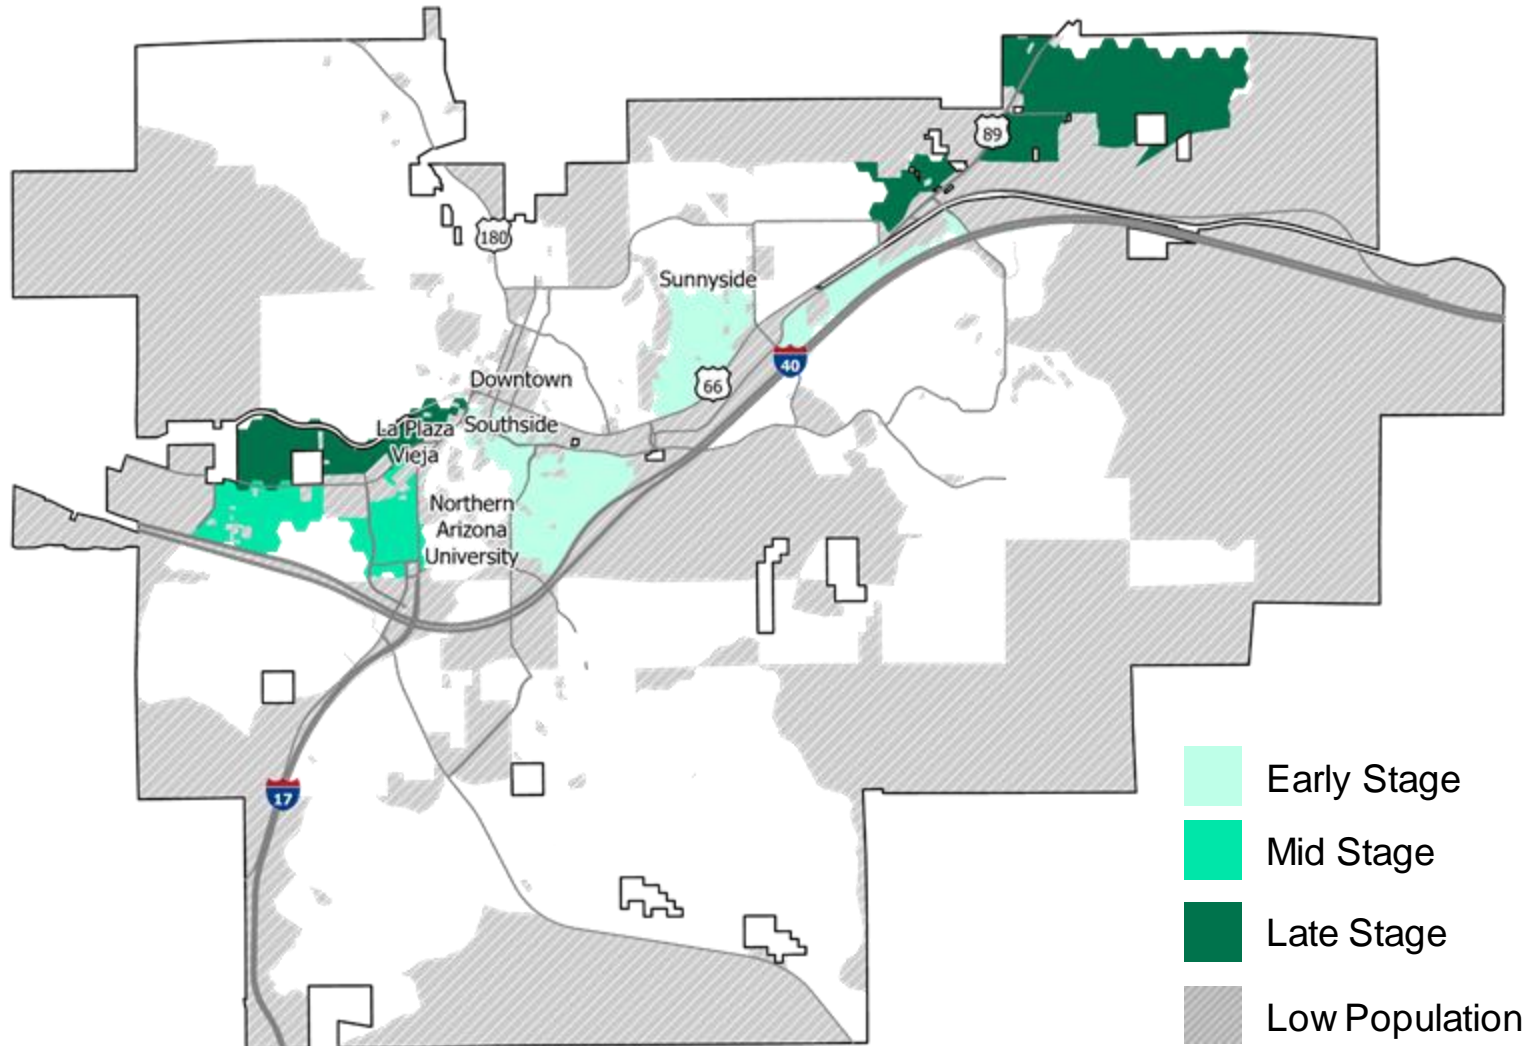 89
180
Sunnyside
40
66
Downtown
La Plaza
Vieja
Southside
Northern
Arizona
University
17
Early Stage
Mid Stage
Late Stage
Low Population